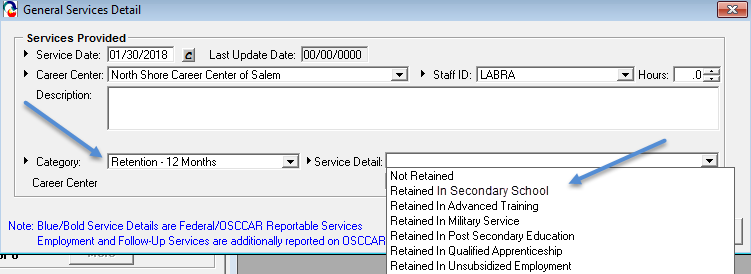 General Services Detail
Services Provided
Service Date: 01/30/2018 C Last Update Date: 00/00/0000
Career Center: North Shore Career Center of Salem Staff ID: LABRA Hours: .0
Description:
Category: Retention - 12 Months Service Detail:
Career Center
Not Retained
Retained In Secondary School
Retained In Advanced Training
Retained In Military Service
Retained In Post Secondary Education
Retained In Qualified Apprenticeship
Retained In Unsubsidized Employment
Note: Blue/Bold Service Details are Federal/OSCCAR Reportable Services
Employment and Follow-Up Services are additionally reported on OSCCAR
More